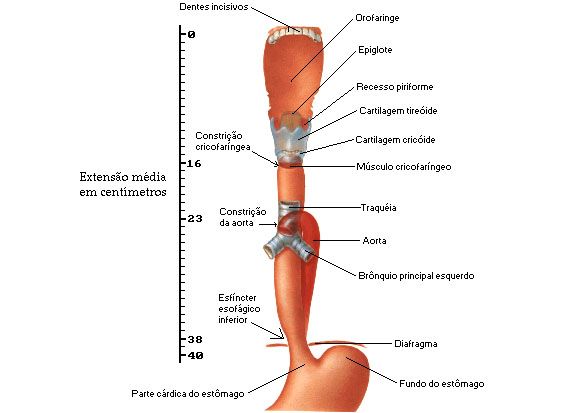 Dentes incisivos
Orofaringe
0
Epiglote
Recesso piriforme
Cartilagem tireóide
Constrição
cricofaríngea
Cartilagem cricóide
16
Músculo cricofaríngeo
Extensão média
em centímetros
Traquéia
23
Constrição
da aorta
Aorta
Brônquio principal esquerdo
Esfíncter
esofágico
inferior
38
Diafragma
40
Fundo do estômago
Parte cárdica do estômago